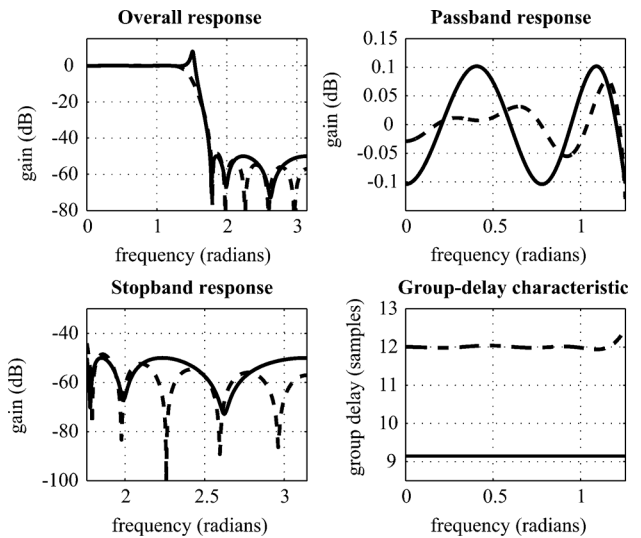 Overall response
0
-20
-40
-60
-80
gain (dB)
0
1
2
3
frequency (radians)
Passband response
0.15
0.1
0.05
0
-0.05
-0.1
gain (dB)
0
0.5
1
frequency (radians)
Stopband response
-40
-60
-80
-100
gain (dB)
2
2.5
3
frequency (radians)
Group-delay characteristic
13
12
11
10
9
group delay (samples)
0
0.5
1
frequency (radians)